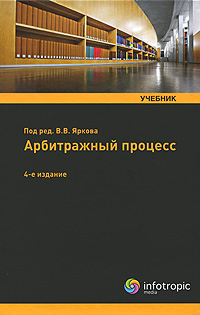 УЧЕБНИК
Под ред. В.В. Яркова
Арбитражный процесс
4-е издание
infotropic
media